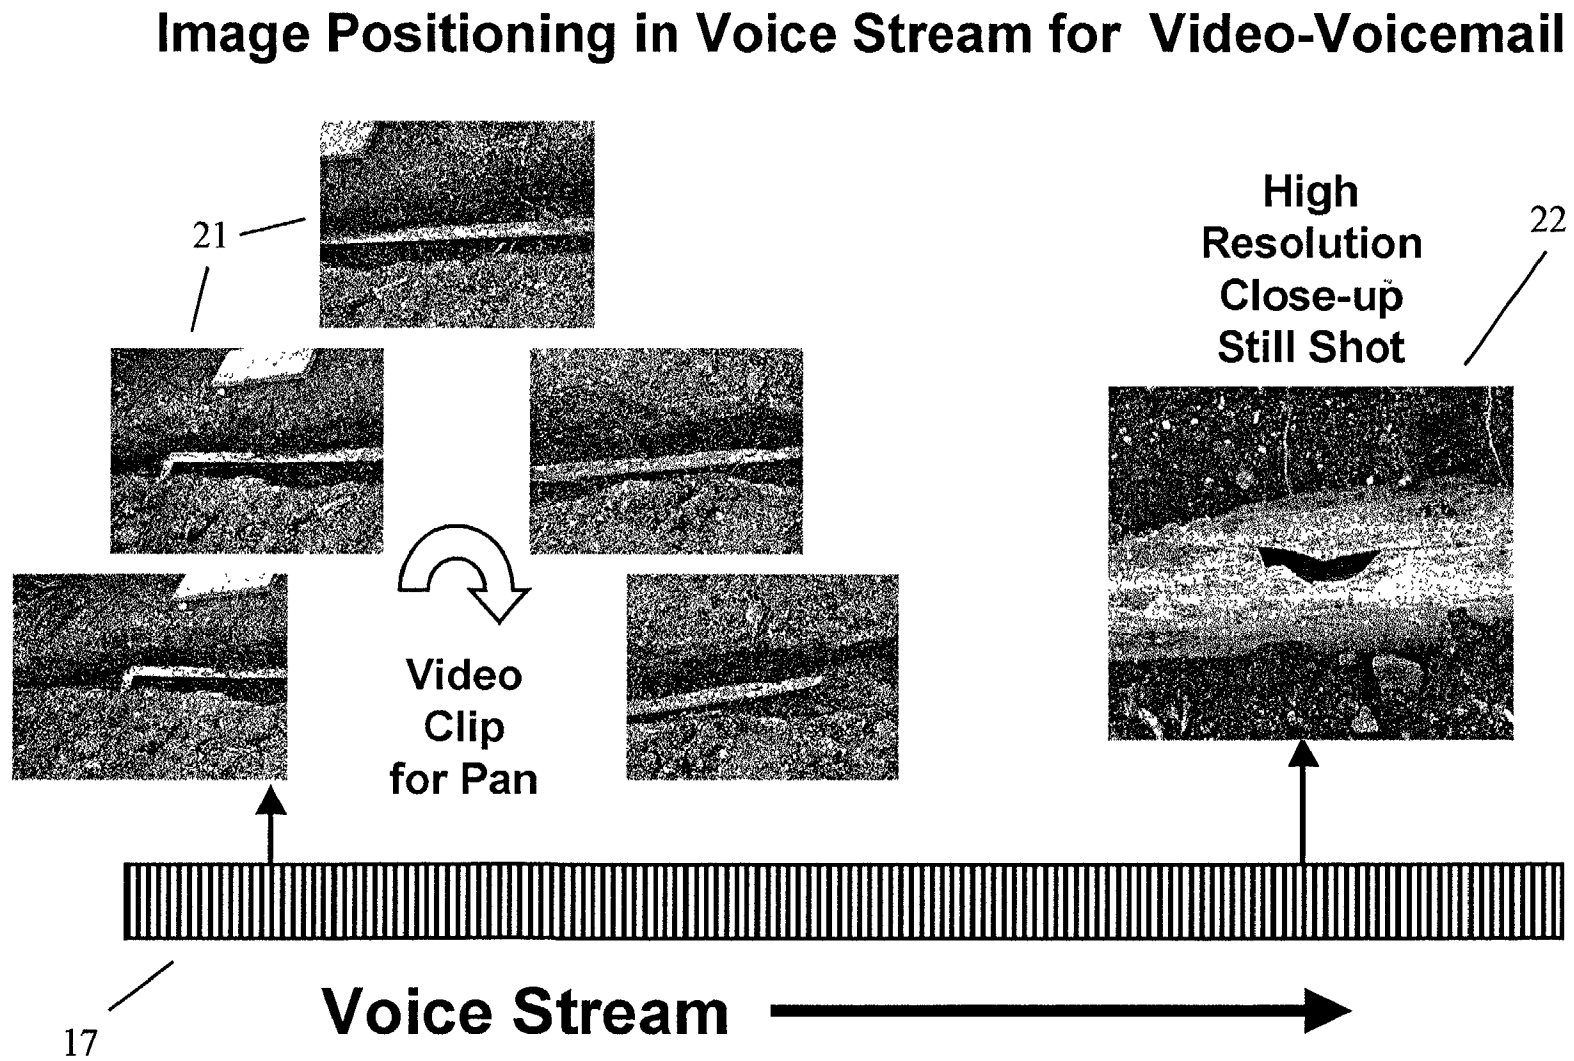 Image Positioning in Voice Stream for Video-Voicemail
21
High
Resolution
Close-up
Still Shot
22
Video
Clip
for Pan
Voice Stream
17